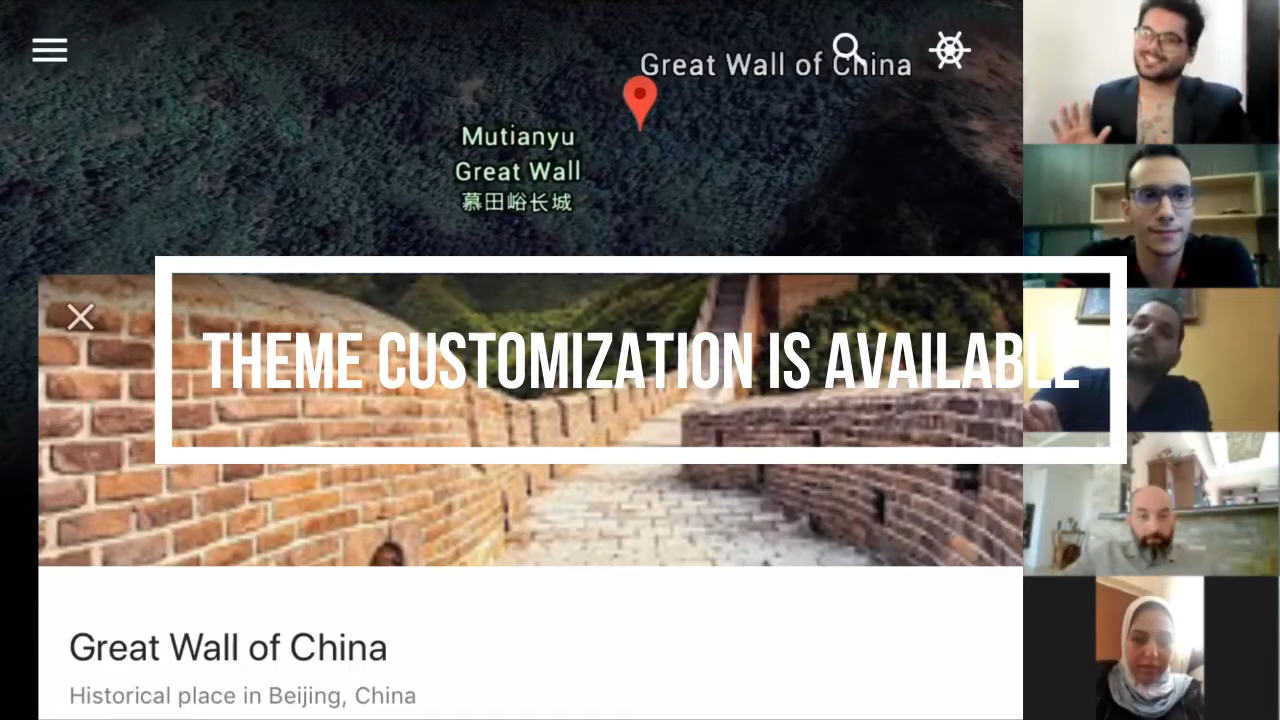 Great Wall of China
Mutianyu
Great Wall
慕田峪长城
THEME CUSTOMIZATION IS AVAILABLE
Great Wall of China
Historical place in Beijing, China